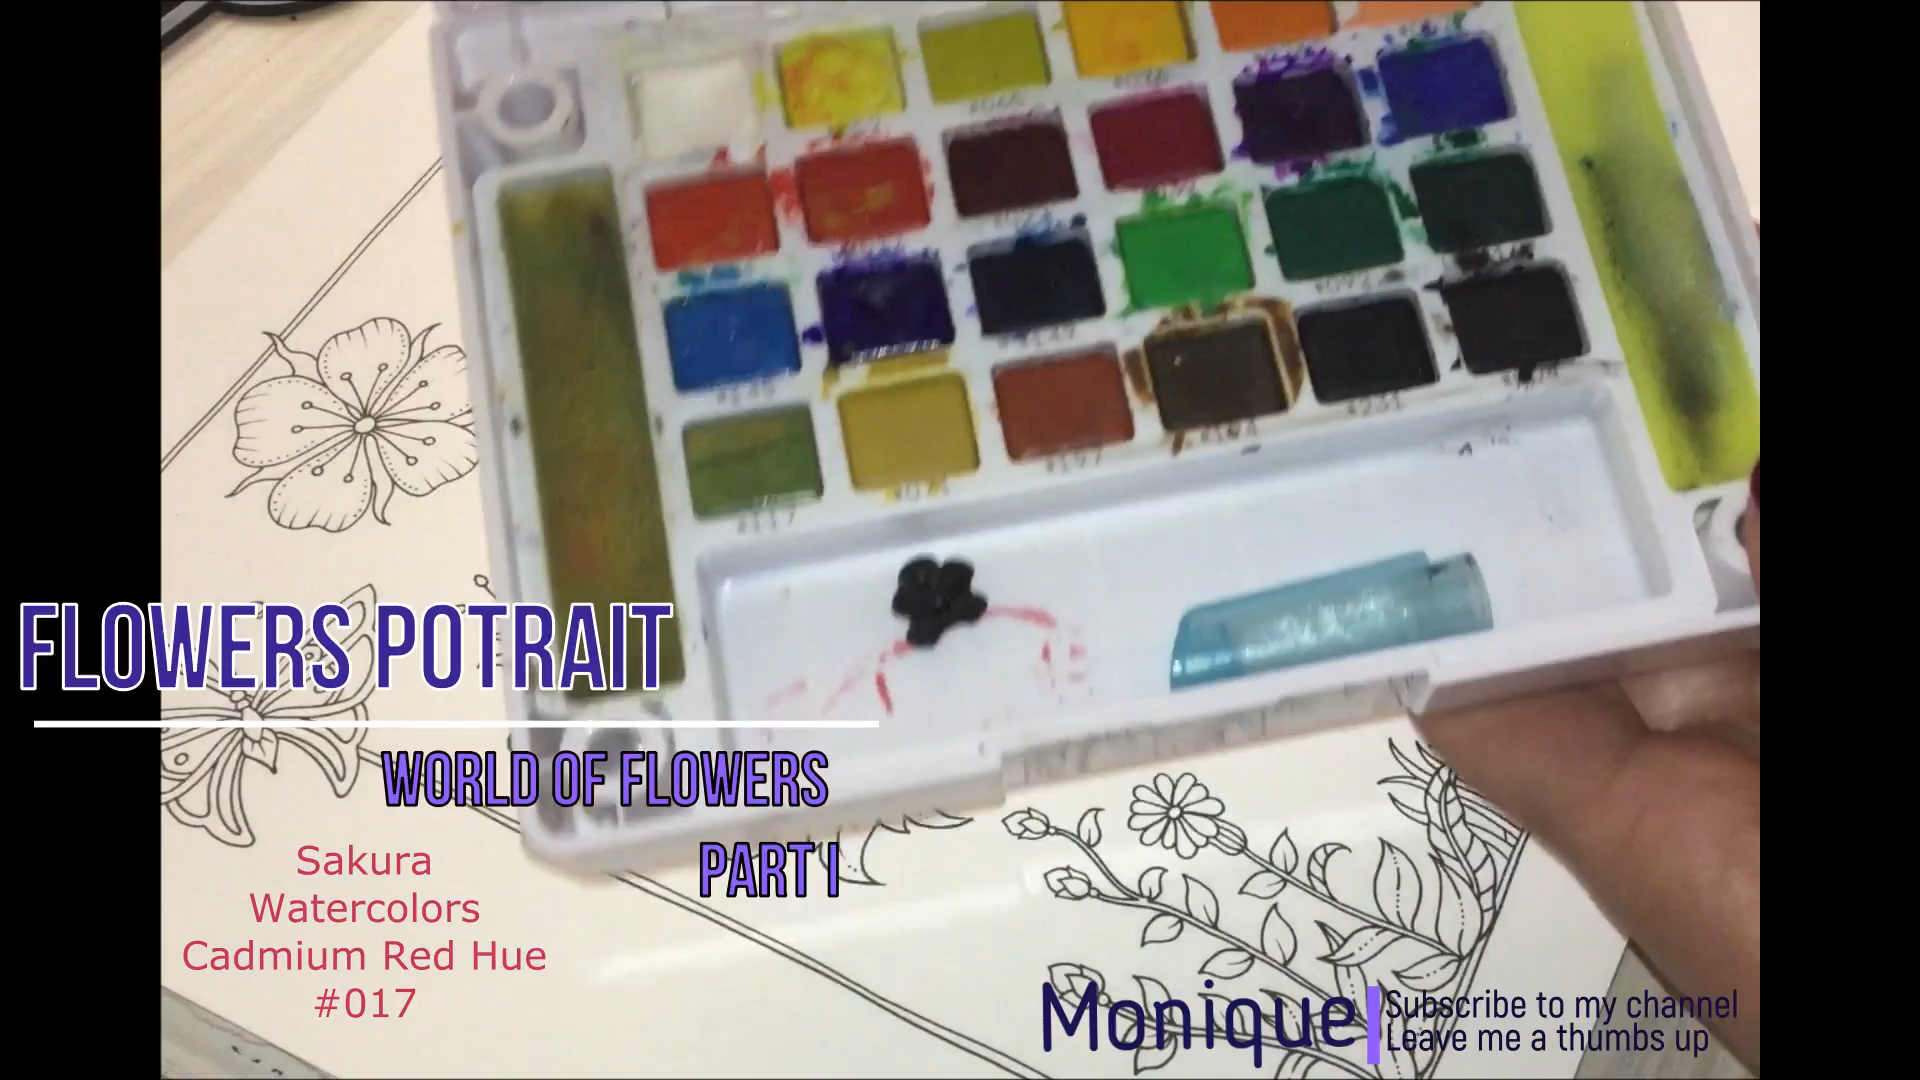 FLOWERS POTRAIT
WORLD OF FLOWERS
PART I
Sakura
Watercolors
Cadmium Red Hue
#017
Monique
Subscribe to my channel
Leave me a thumbs up